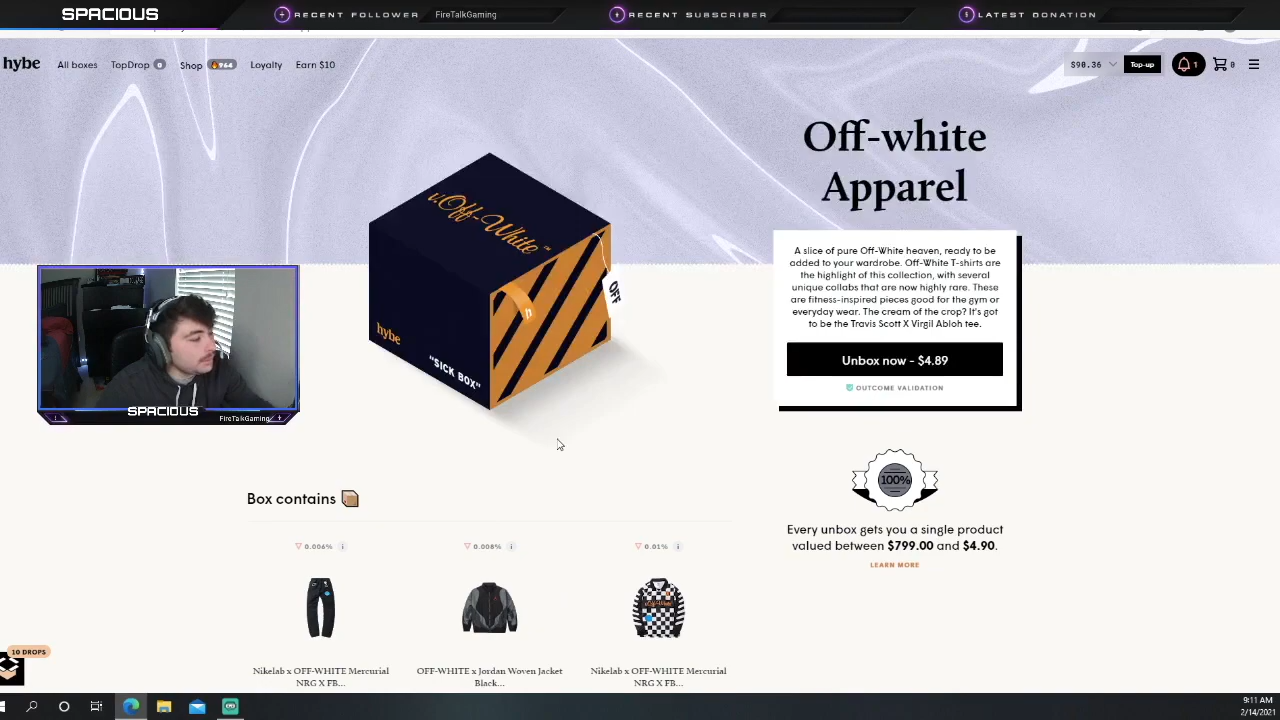 SPACIOUS
RECENT FOLLOWER FireTalkGaming
RECENT SUBSCRIBER
LATEST DONATION
hybe
All boxes
TopDrop 0
Shop 964
Loyalty
Earn $10
$90.36
Top-up
1
0
Off-white
Apparel
v.Off-White™
OFF
hybe
"SICK BOX"
A slice of pure Off-White heaven, ready to be
added to your wardrobe. Off-White T-shirts are
the highlight of this collection, with several
unique collabs that are now highly rare. These
are fitness-inspired pieces good for the gym or
everyday wear. The cream of the crop? It's got
to be the Travis Scott X Virgil Abloh tee.
Unbox now - $4.89
OUTCOME VALIDATION
SPACIOUS
FireTalkGaming
100%
Every unbox gets you a single product
valued between $799.00 and $4.90.
LEARN MORE
Box contains
0.006% i
0.008% i
0.01% i
Nikelab x OFF-WHITE Mercurial
NRG X FB...
OFF-WHITE x Jordan Woven Jacket
Black...
Nikelab x OFF-WHITE Mercurial
NRG X FB...
10 DROPS
9:11 AM
2/14/2021